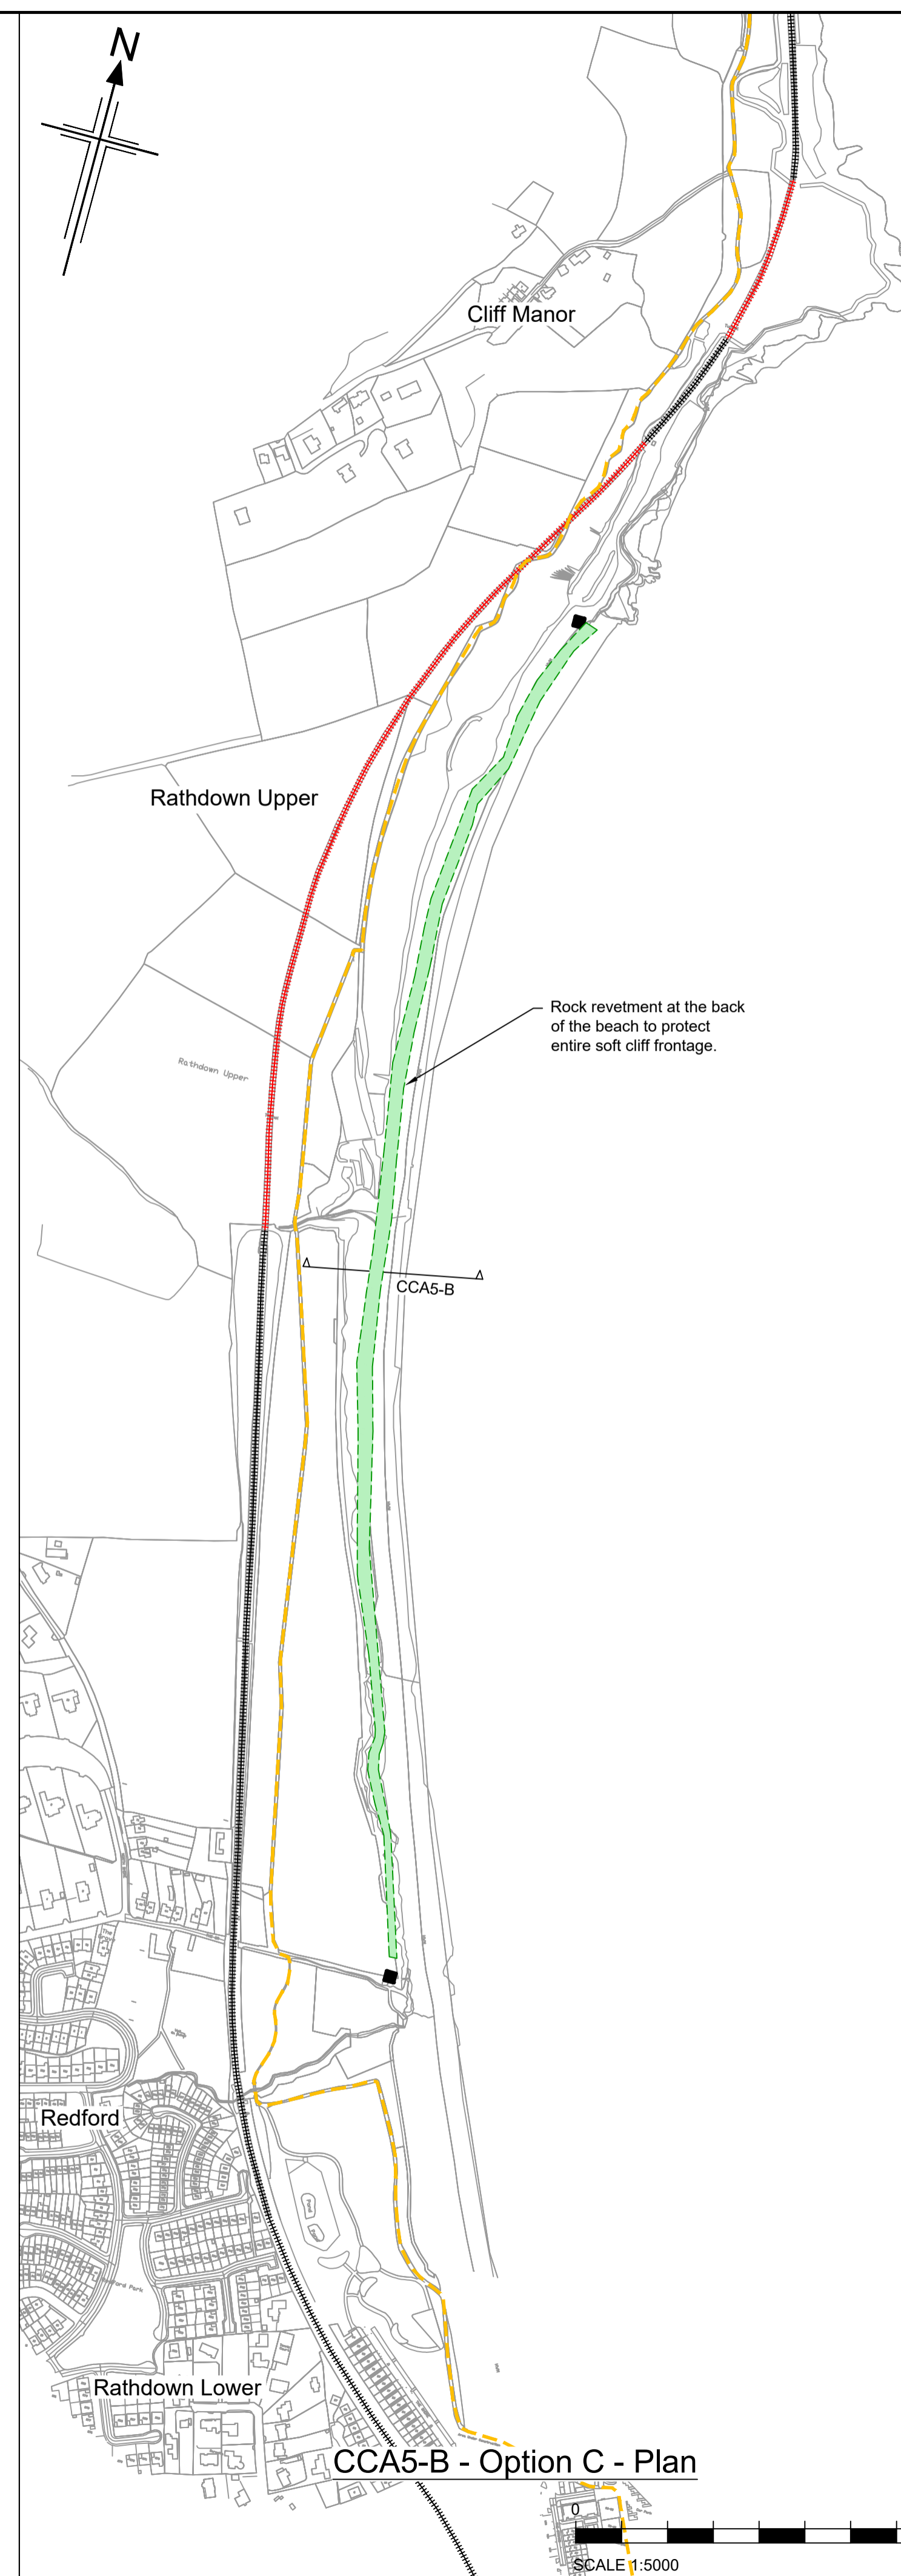 N
Cliff Manor
Rathdown Upper
Rock revetment at the back
of the beach to protect
entire soft cliff frontage.
Rathdown Upper
CCA5-B
Redford
Rathdown Lower
CCA5-B - Option C - Plan
0
SCALE 1:5000